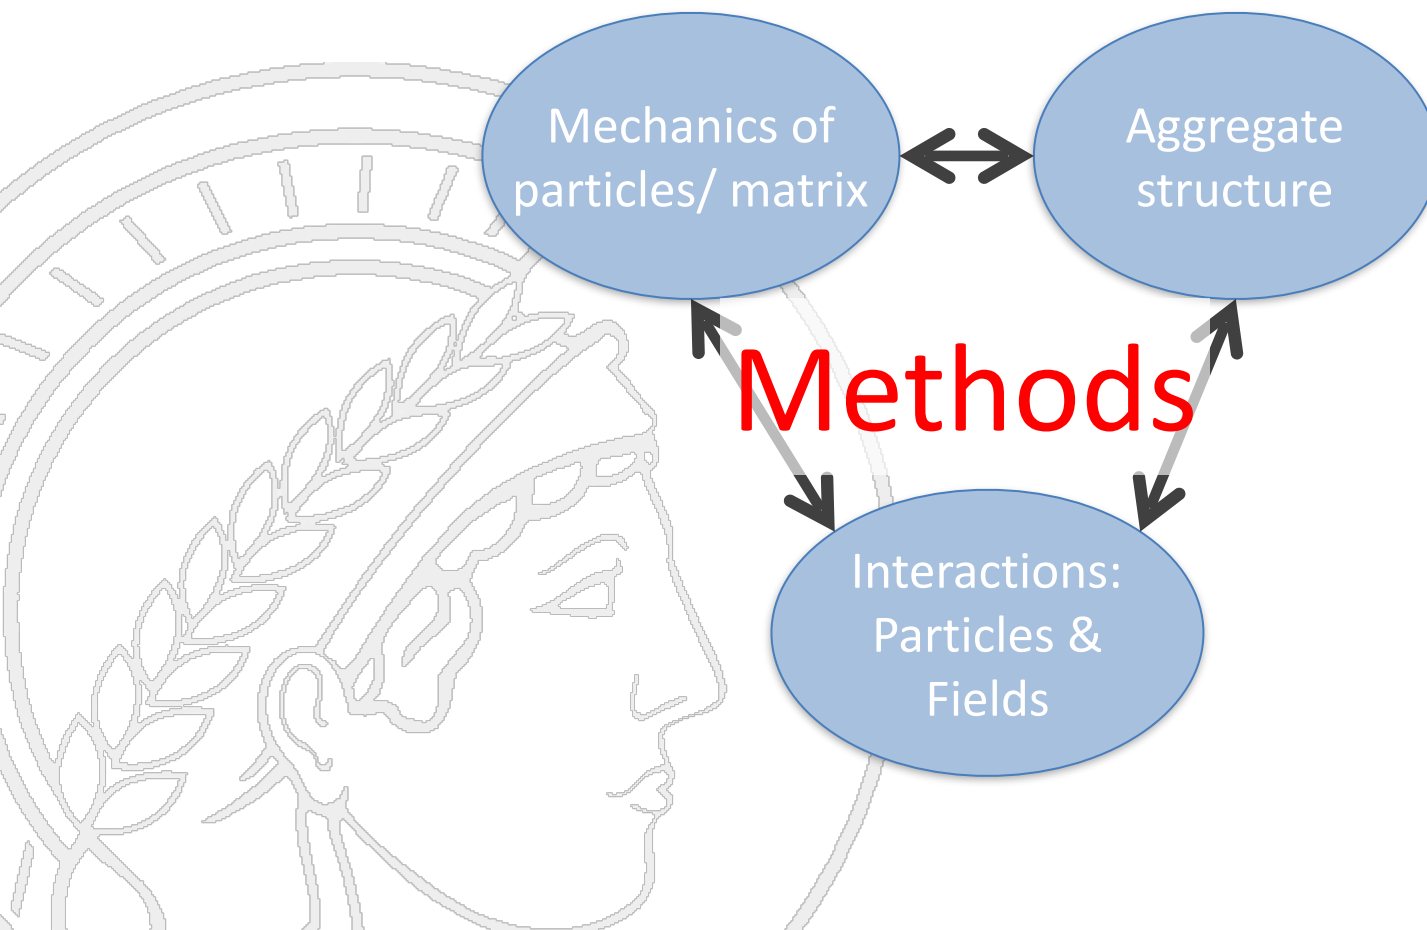 Mechanics of
particles/ matrix
Aggregate
structure
Methods
Interactions:
Particles &
Fields